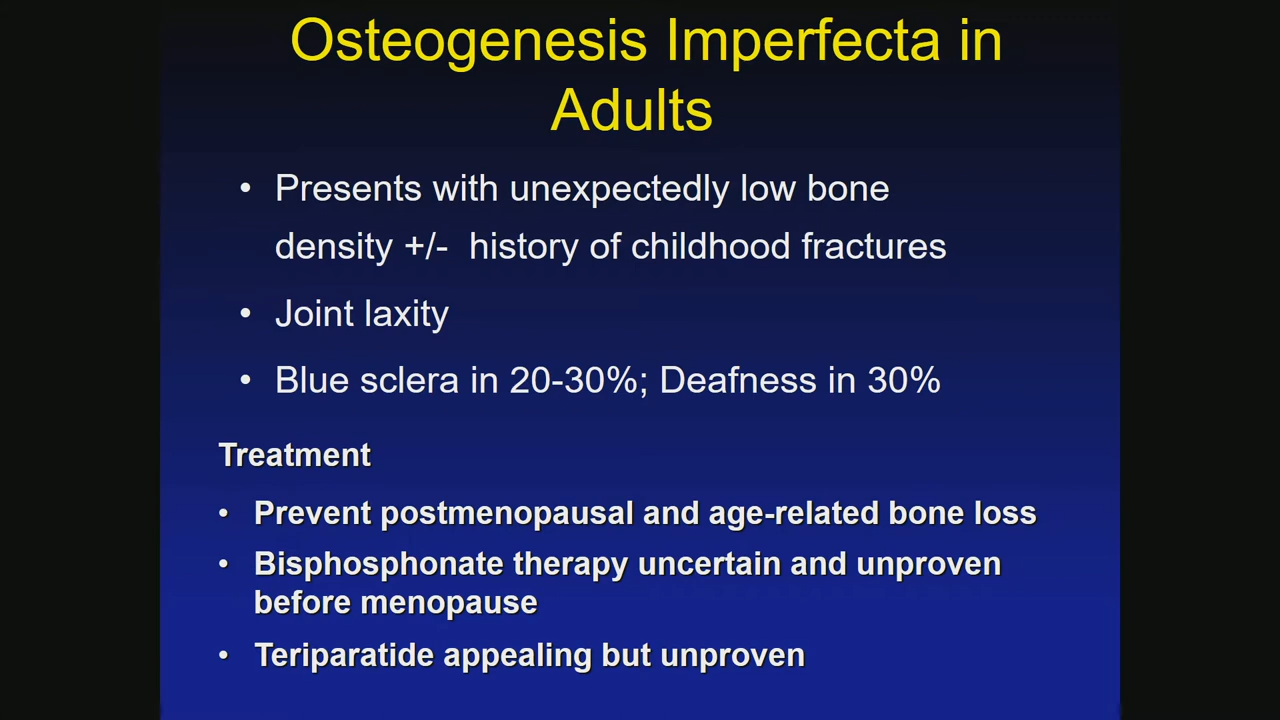 Osteogenesis Imperfecta in
Adults
• Presents with unexpectedly low bone
density +/- history of childhood fractures
• Joint laxity
• Blue sclera in 20-30%; Deafness in 30%
Treatment
• Prevent postmenopausal and age-related bone loss
• Bisphosphonate therapy uncertain and unproven
before menopause
• Teriparatide appealing but unproven